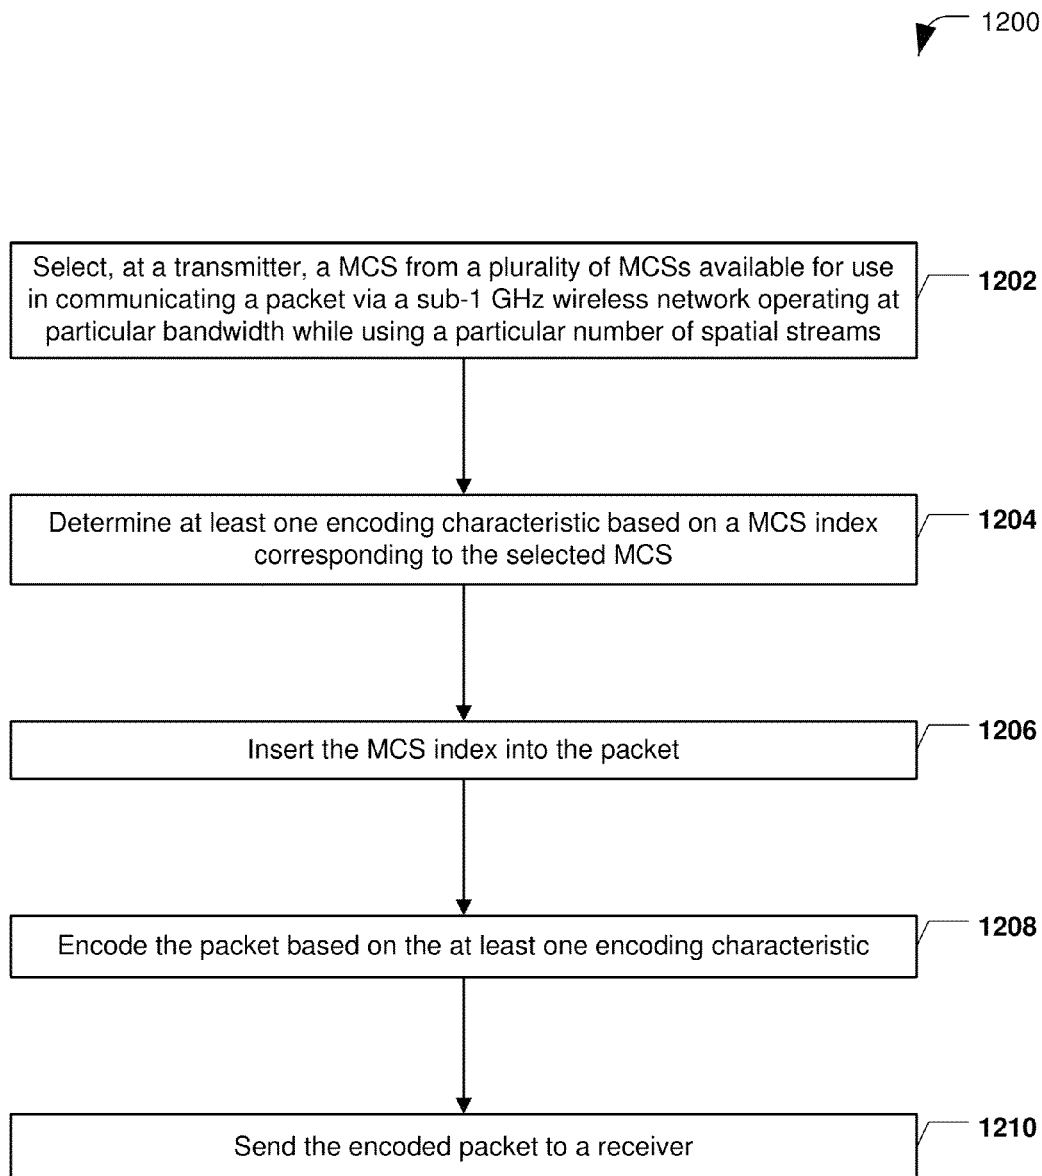 1200
Select, at a transmitter, a MCS from a plurality of MCSs available for use
in communicating a packet via a sub-1 GHz wireless network operating at
particular bandwidth while using a particular number of spatial streams
1202
Determine at least one encoding characteristic based on a MCS index
corresponding to the selected MCS
1204
Insert the MCS index into the packet
1206
Encode the packet based on the at least one encoding characteristic
1208
Send the encoded packet to a receiver
1210